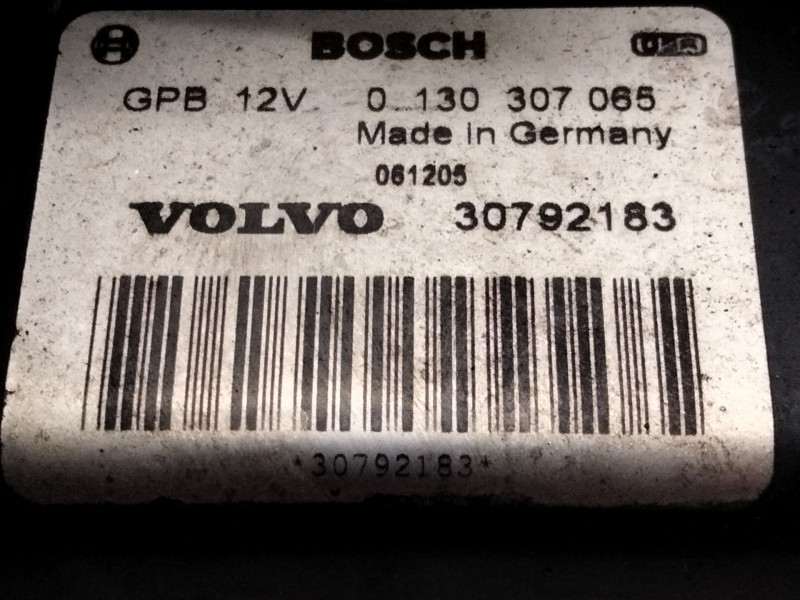 BOSCH
GPB 12V 0 130 307 065
Made in Germany
061205
VOLVO 30792183
*30792183*